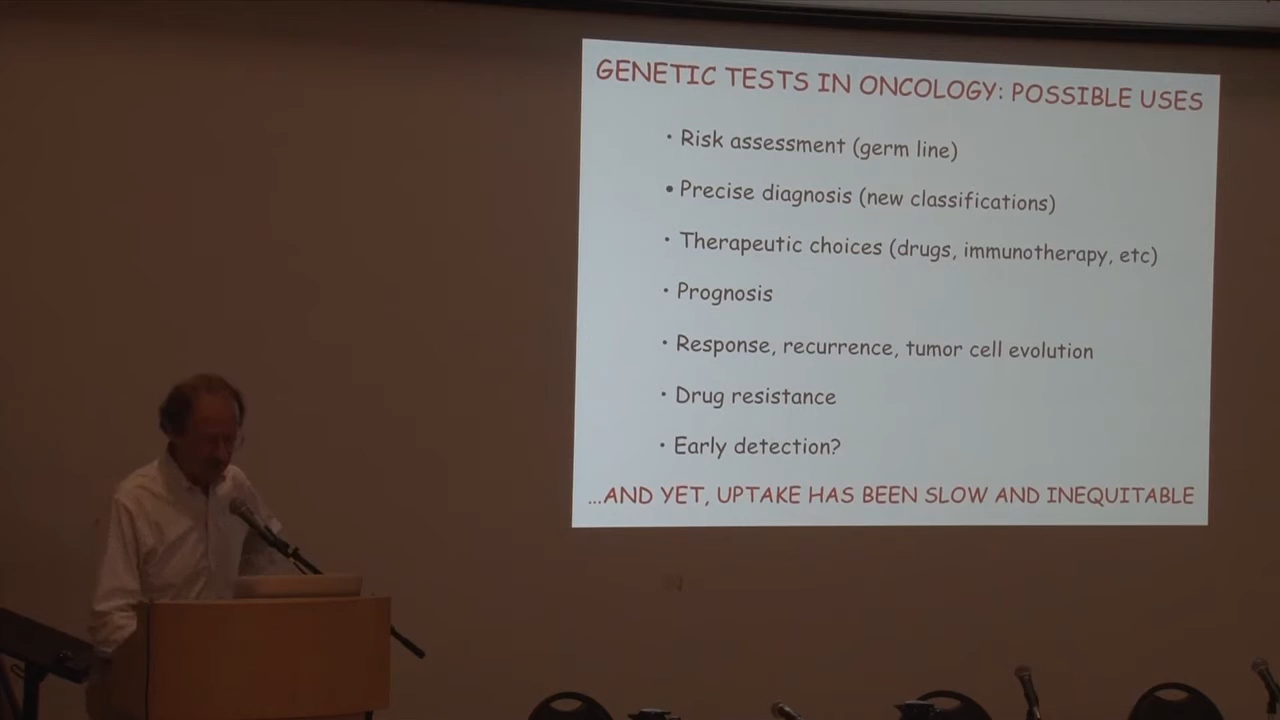 GENETIC TESTS IN ONCOLOGY: POSSIBLE USES
• Risk assessment (germ line)
• Precise diagnosis (new classifications)
• Therapeutic choices (drugs, immunotherapy, etc)
• Prognosis
• Response, recurrence, tumor cell evolution
• Drug resistance
• Early detection?
...AND YET, UPTAKE HAS BEEN SLOW AND INEQUITABLE